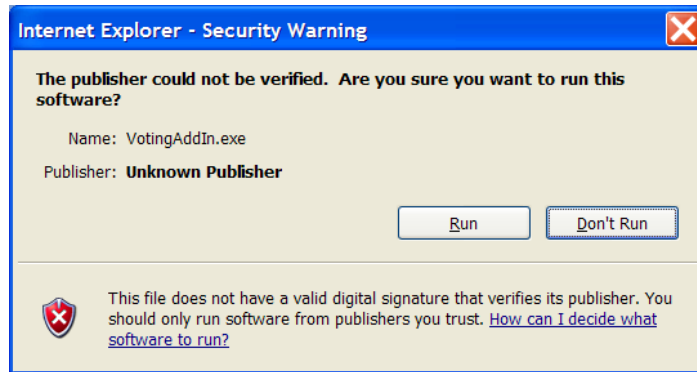 Internet Explorer - Security Warning
The publisher could not be verified.  Are you sure you want to run this
software?
Name: VotingAddIn.exe
Publisher: Unknown Publisher
Run Don't Run
This file does not have a valid digital signature that verifies its publisher. You
should only run software from publishers you trust. How can I decide what
software to run?